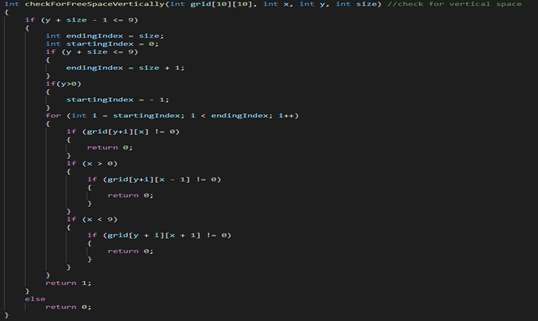 int checkForFreeSpaceVertically(int grid[10][10], int x, int y, int size) //check for vertical space
{
    if (y + size - 1 <= 9)
    {
        int endingIndex = size;
        int startingIndex = 0;
        if (y + size <= 9)
        {
            endingIndex = size + 1;
        }
        if(y>0)
        {
            startingIndex = - 1;
        }
        for (int i = startingIndex; i < endingIndex; i++)
        {
            if (grid[y+i][x] != 0)
            {
                return 0;
            }
            if (x > 0)
            {
                if (grid[y+i][x - 1] != 0)
                {
                    return 0;
                }
            }
            if (x < 9)
            {
                if (grid[y + i][x + 1] != 0)
                {
                    return 0;
                }
            }
        }
        return 1;
    }
    else
        return 0;
}